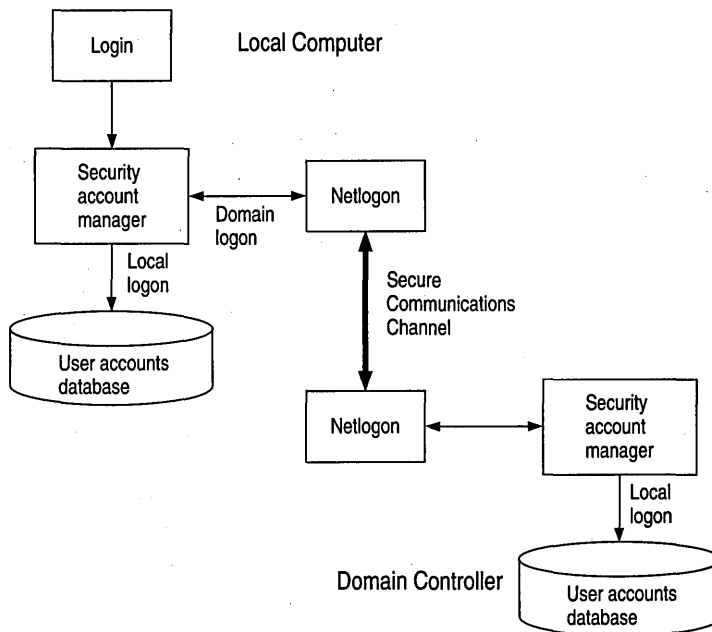 Login
Local Computer
Security
account
manager
Netlogon
Domain
logon
Local
logon
User accounts
database
Secure
Communications
Channel
Netlogon
Security
account
manager
Local
logon
Domain Controller
User accounts
database